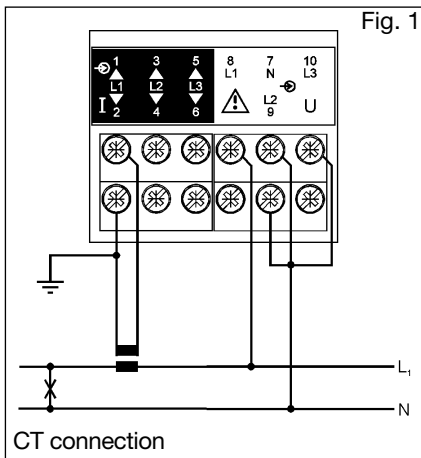 Fig. 1
1 3 5 8 7 10
L1 N L3
L1 L2 L3
L2
I U
2 4 6 9
L₁
N
CT connection